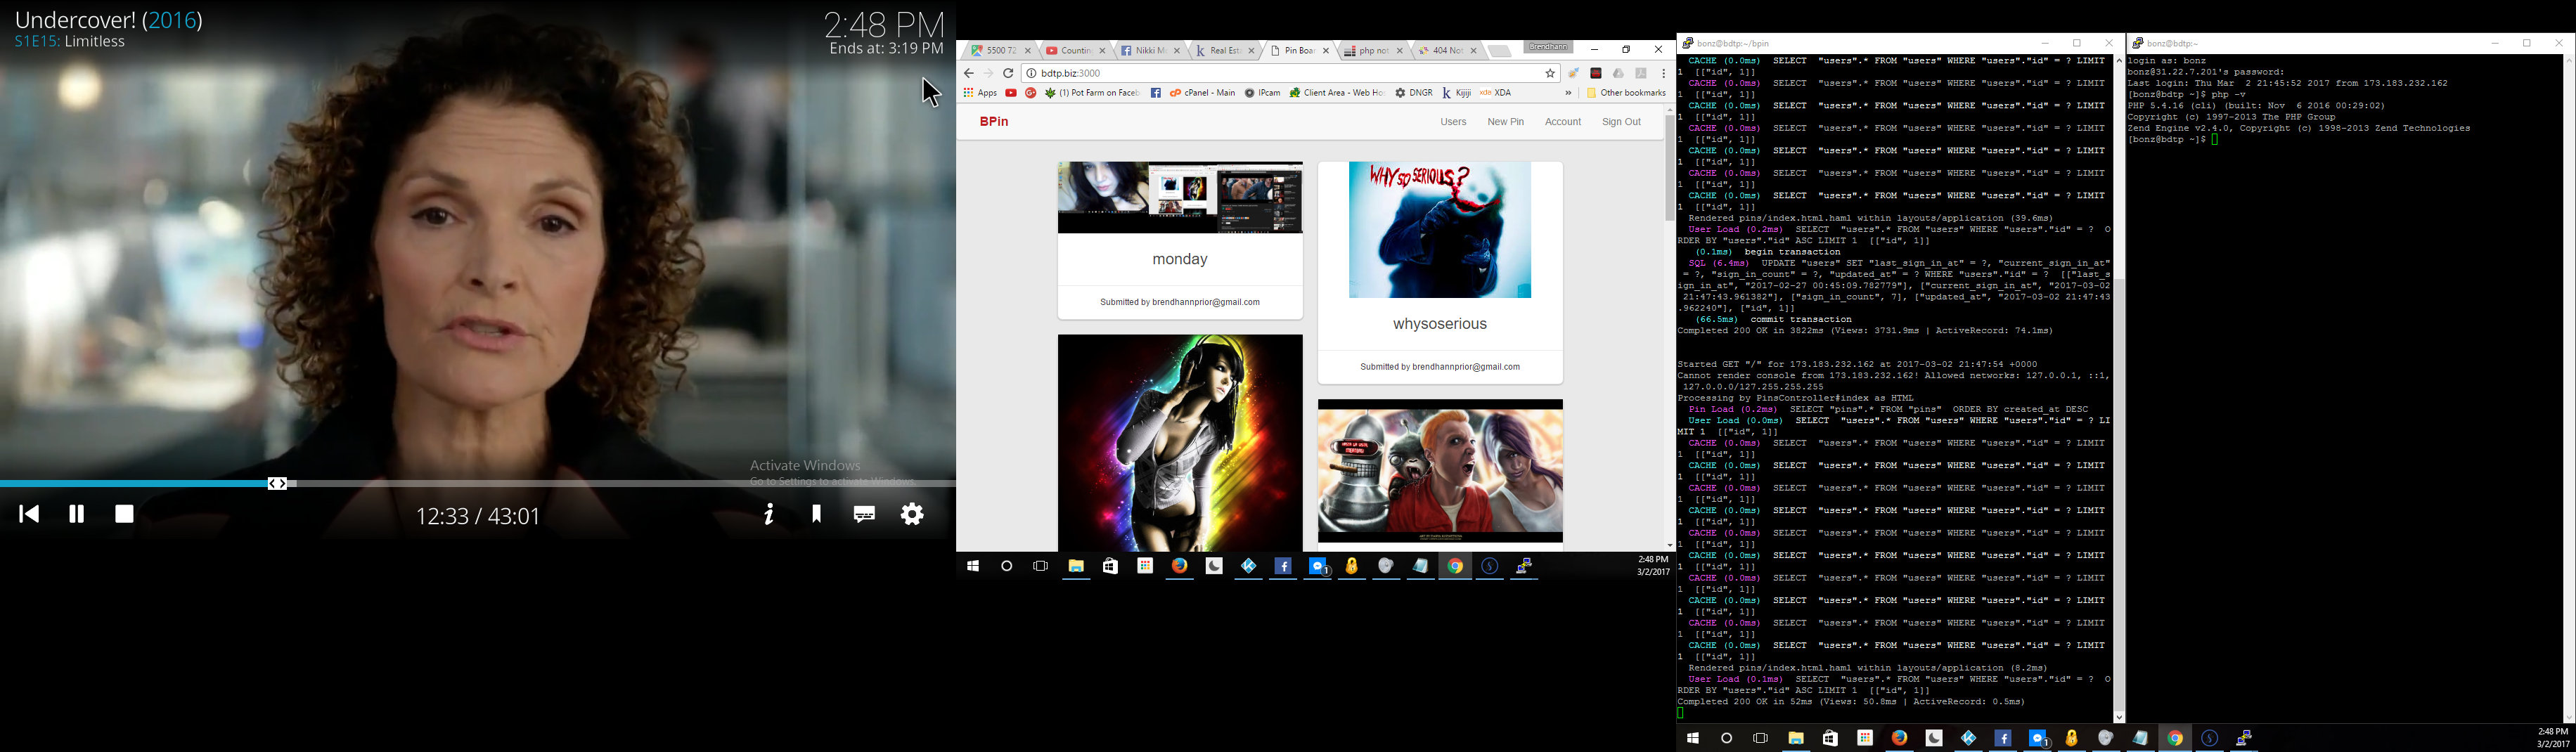 Undercover! (2016)
S1E15: Limitless
2:48 PM
Ends at: 3:19 PM
Activate Windows
Go to Settings to activate Windows.
12:33 / 43:01
5500 72
Countin
Nikki M
Real Est
Pin Boar
php not
404 Not
Brendhann
bdtp.biz:3000
Apps
(1) Pot Farm on Faceb
cPanel - Main
IPcam
Client Area - Web Ho
DNGR
Kijiji
XDA
»
Other bookmarks
BPin
Users
New Pin
Account
Sign Out
monday
Submitted by brendhannprior@gmail.com
WHY SO SERIOUS?
whysoserious
Submitted by brendhannprior@gmail.com
2:48 PM
3/2/2017
bonz@bdtp:~/bpin
CACHE (0.0ms)  SELECT  "users".* FROM "users" WHERE "users"."id" = ? LIMIT
1  [["id", 1]]
CACHE (0.0ms)  SELECT  "users".* FROM "users" WHERE "users"."id" = ? LIMIT
1  [["id", 1]]
CACHE (0.0ms)  SELECT  "users".* FROM "users" WHERE "users"."id" = ? LIMIT
1  [["id", 1]]
CACHE (0.0ms)  SELECT  "users".* FROM "users" WHERE "users"."id" = ? LIMIT
1  [["id", 1]]
CACHE (0.0ms)  SELECT  "users".* FROM "users" WHERE "users"."id" = ? LIMIT
1  [["id", 1]]
CACHE (0.0ms)  SELECT  "users".* FROM "users" WHERE "users"."id" = ? LIMIT
1  [["id", 1]]
CACHE (0.0ms)  SELECT  "users".* FROM "users" WHERE "users"."id" = ? LIMIT
1  [["id", 1]]
Rendered pins/index.html.haml within layouts/application (39.6ms)
User Load (0.2ms)  SELECT  "users".* FROM "users" WHERE "users"."id" = ?  O
RDER BY "users"."id" ASC LIMIT 1  [["id", 1]]
(0.1ms)  begin transaction
SQL (6.4ms)  UPDATE "users" SET "last_sign_in_at" = ?, "current_sign_in_at"
= ?, "sign_in_count" = ?, "updated_at" = ? WHERE "users"."id" = ?  [["last_s
ign_in_at", "2017-02-27 00:45:09.782779"], ["current_sign_in_at", "2017-03-02
21:47:43.961382"], ["sign_in_count", 7], ["updated_at", "2017-03-02 21:47:43
.962240"], ["id", 1]]
(66.5ms)  commit transaction
Completed 200 OK in 3822ms (Views: 3731.9ms | ActiveRecord: 74.1ms)
Started GET "/" for 173.183.232.162 at 2017-03-02 21:47:54 +0000
Cannot render console from 173.183.232.162! Allowed networks: 127.0.0.1, ::1,
127.0.0.0/127.255.255.255
Processing by PinsController#index as HTML
Pin Load (0.2ms)  SELECT "pins".* FROM "pins"  ORDER BY created_at DESC
User Load (0.0ms)  SELECT  "users".* FROM "users" WHERE "users"."id" = ? LI
MIT 1  [["id", 1]]
CACHE (0.0ms)  SELECT  "users".* FROM "users" WHERE "users"."id" = ? LIMIT
1  [["id", 1]]
CACHE (0.0ms)  SELECT  "users".* FROM "users" WHERE "users"."id" = ? LIMIT
1  [["id", 1]]
CACHE (0.0ms)  SELECT  "users".* FROM "users" WHERE "users"."id" = ? LIMIT
1  [["id", 1]]
CACHE (0.0ms)  SELECT  "users".* FROM "users" WHERE "users"."id" = ? LIMIT
1  [["id", 1]]
CACHE (0.0ms)  SELECT  "users".* FROM "users" WHERE "users"."id" = ? LIMIT
1  [["id", 1]]
CACHE (0.0ms)  SELECT  "users".* FROM "users" WHERE "users"."id" = ? LIMIT
1  [["id", 1]]
CACHE (0.0ms)  SELECT  "users".* FROM "users" WHERE "users"."id" = ? LIMIT
1  [["id", 1]]
CACHE (0.0ms)  SELECT  "users".* FROM "users" WHERE "users"."id" = ? LIMIT
1  [["id", 1]]
CACHE (0.0ms)  SELECT  "users".* FROM "users" WHERE "users"."id" = ? LIMIT
1  [["id", 1]]
CACHE (0.0ms)  SELECT  "users".* FROM "users" WHERE "users"."id" = ? LIMIT
1  [["id", 1]]
Rendered pins/index.html.haml within layouts/application (8.2ms)
User Load (0.1ms)  SELECT  "users".* FROM "users" WHERE "users"."id" = ?  O
RDER BY "users"."id" ASC LIMIT 1  [["id", 1]]
Completed 200 OK in 52ms (Views: 50.8ms | ActiveRecord: 0.5ms)
bonz@bdtp:~
login as: bonz
bonz@31.22.7.201's password:
Last login: Thu Mar  2 21:45:52 2017 from 173.183.232.162
[bonz@bdtp ~]$ php -v
PHP 5.4.16 (cli) (built: Nov  6 2016 00:29:02)
Copyright (c) 1997-2013 The PHP Group
Zend Engine v2.4.0, Copyright (c) 1998-2013 Zend Technologies
[bonz@bdtp ~]$
2:48 PM
3/2/2017